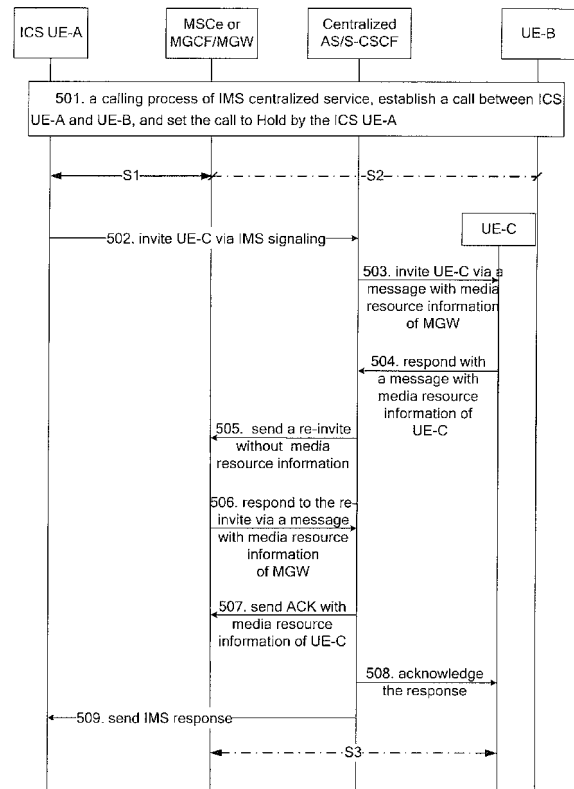 ICS UE-A
MSCe or
MGCF/MGW
Centralized
AS/S-CSCF
UE-B
501. a calling process of IMS centralized service, establish a call between ICS
UE-A and UE-B, and set the call to Hold by the ICS UE-A
S1
S2
UE-C
502. invite UE-C via IMS signaling
503. invite UE-C via a
message with media
resource information
of MGW
504. respond with
a message with
media resource
information of
UE-C
505. send a re-invite
without media
resource information
506. respond to the re-
invite via a message
with media resource
information
of MGW
507. send ACK with
media resource
information of UE-C
508. acknowledge
the response
509. send IMS response
S3